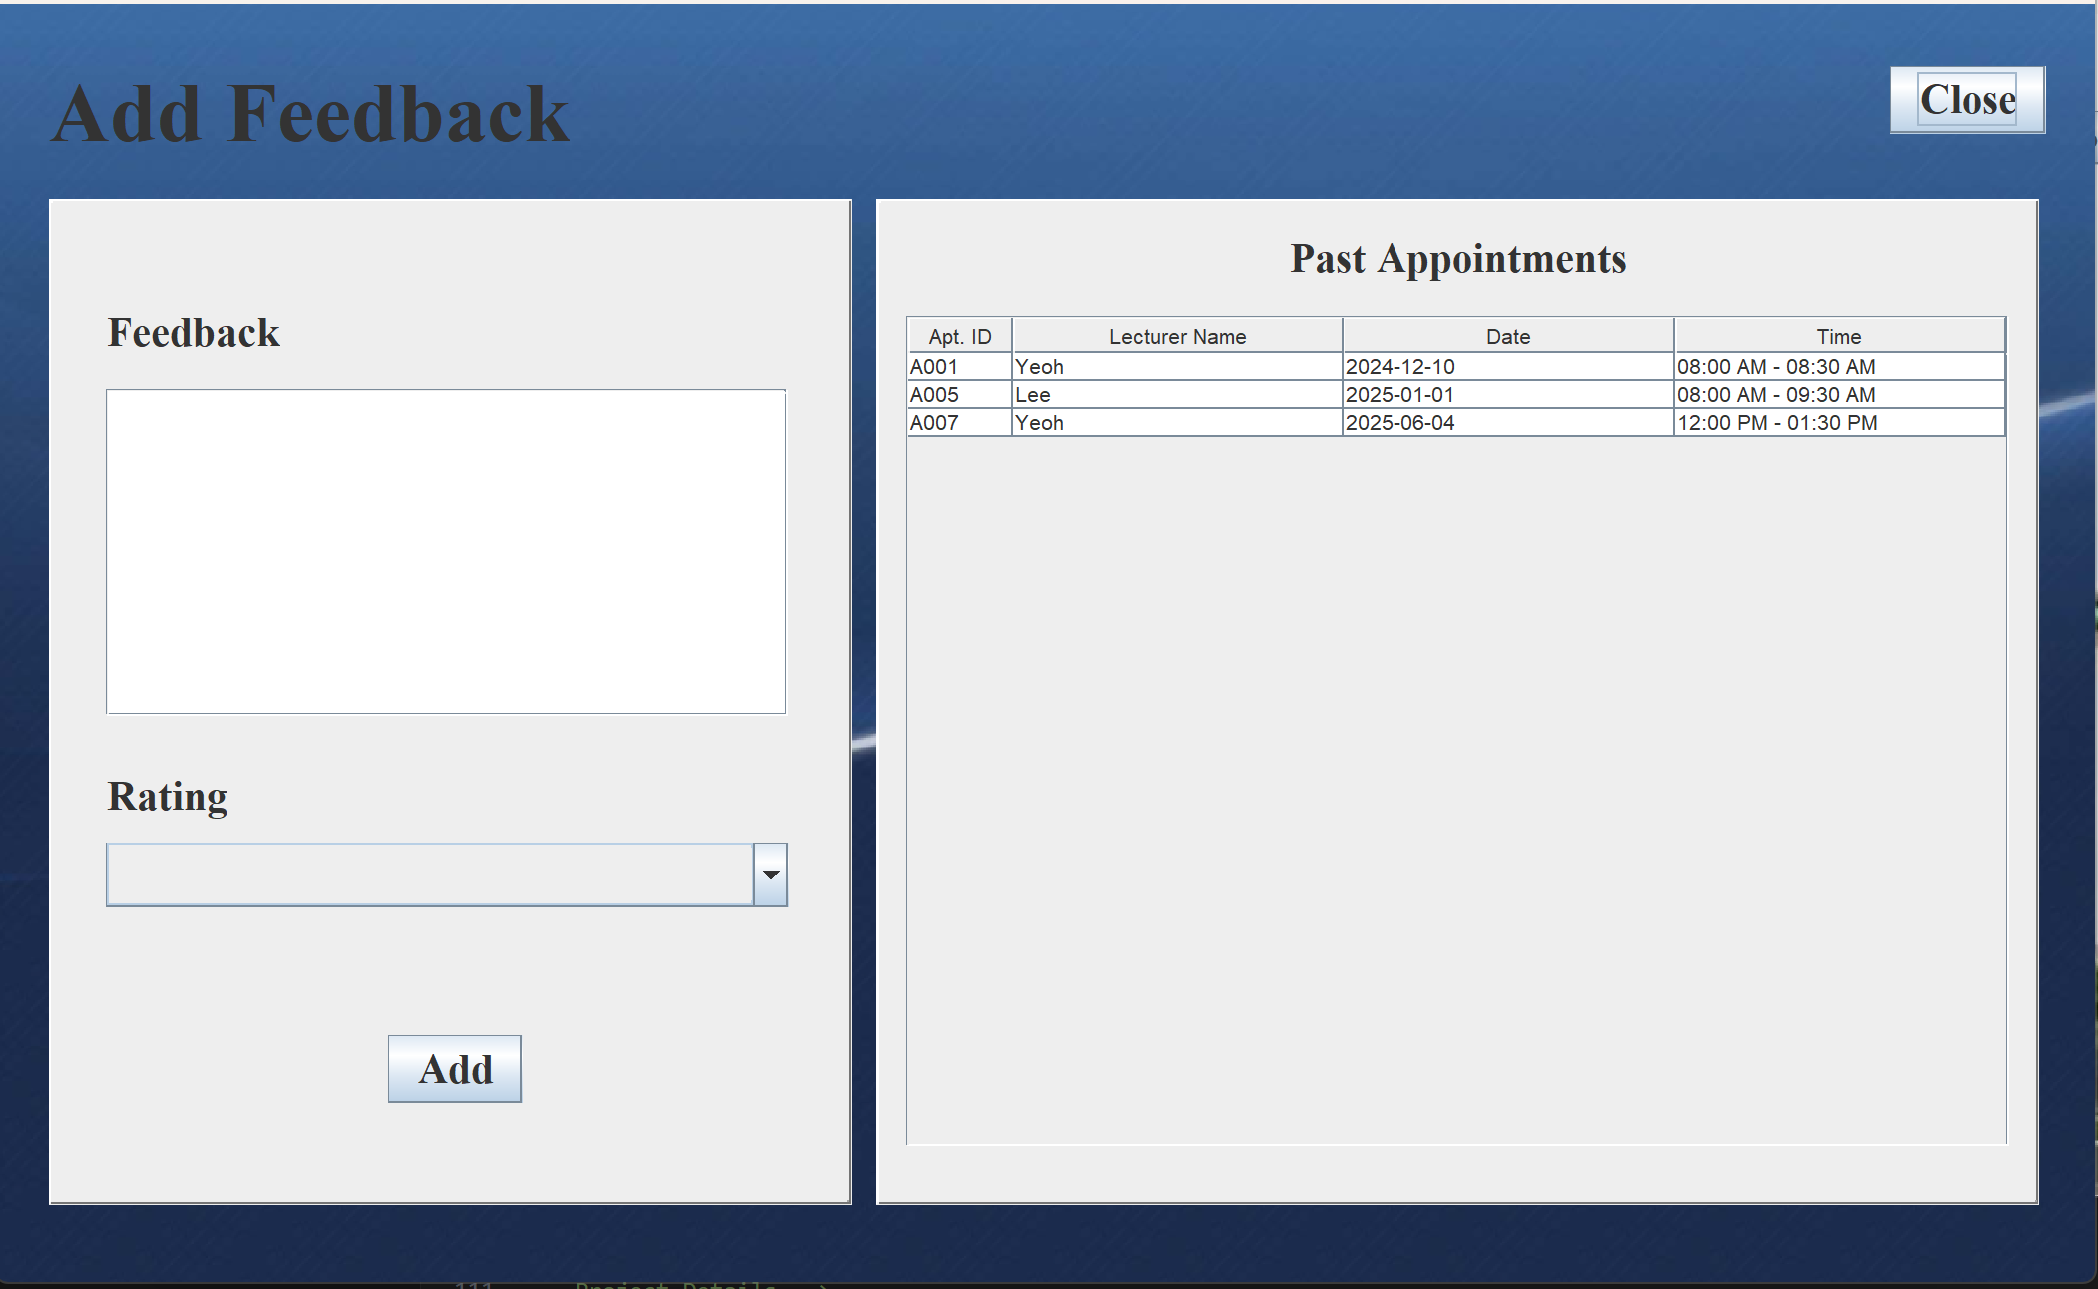 Add Feedback
Close
Feedback
Rating
Add
Past Appointments
Apt. ID Lecturer Name Date Time
A001 Yeoh 2024-12-10 08:00 AM - 08:30 AM
A005 Lee 2025-01-01 08:00 AM - 09:30 AM
A007 Yeoh 2025-06-04 12:00 PM - 01:30 PM